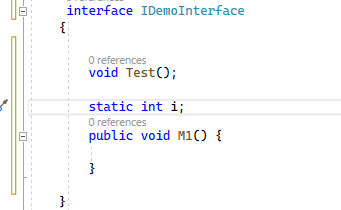 interface IDemoInterface
{
0 references
void Test();
static int i;
0 references
public void M1() {
}
}